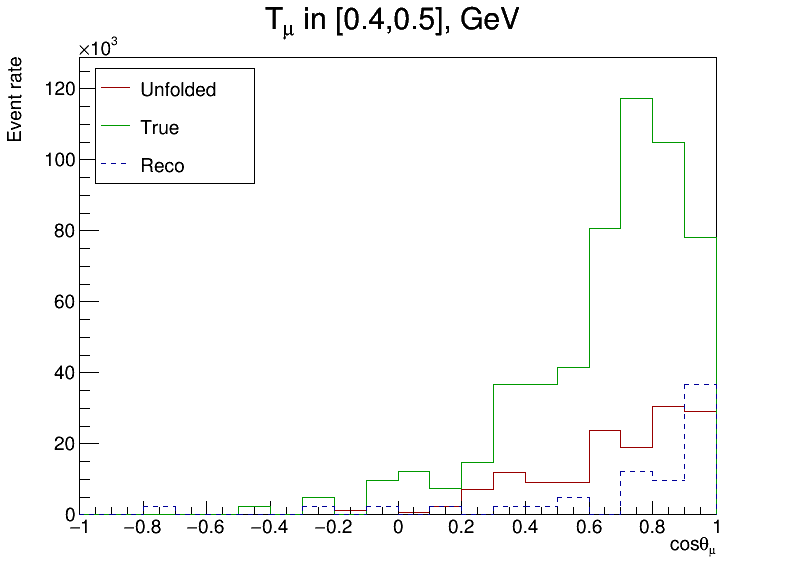 Tμ in [0.4,0.5], GeV
×10³
Event rate
Unfolded
True
Reco
120
100
80
60
40
20
0
−1 −0.8 −0.6 −0.4 −0.2 0 0.2 0.4 0.6 0.8 1
cosθμ